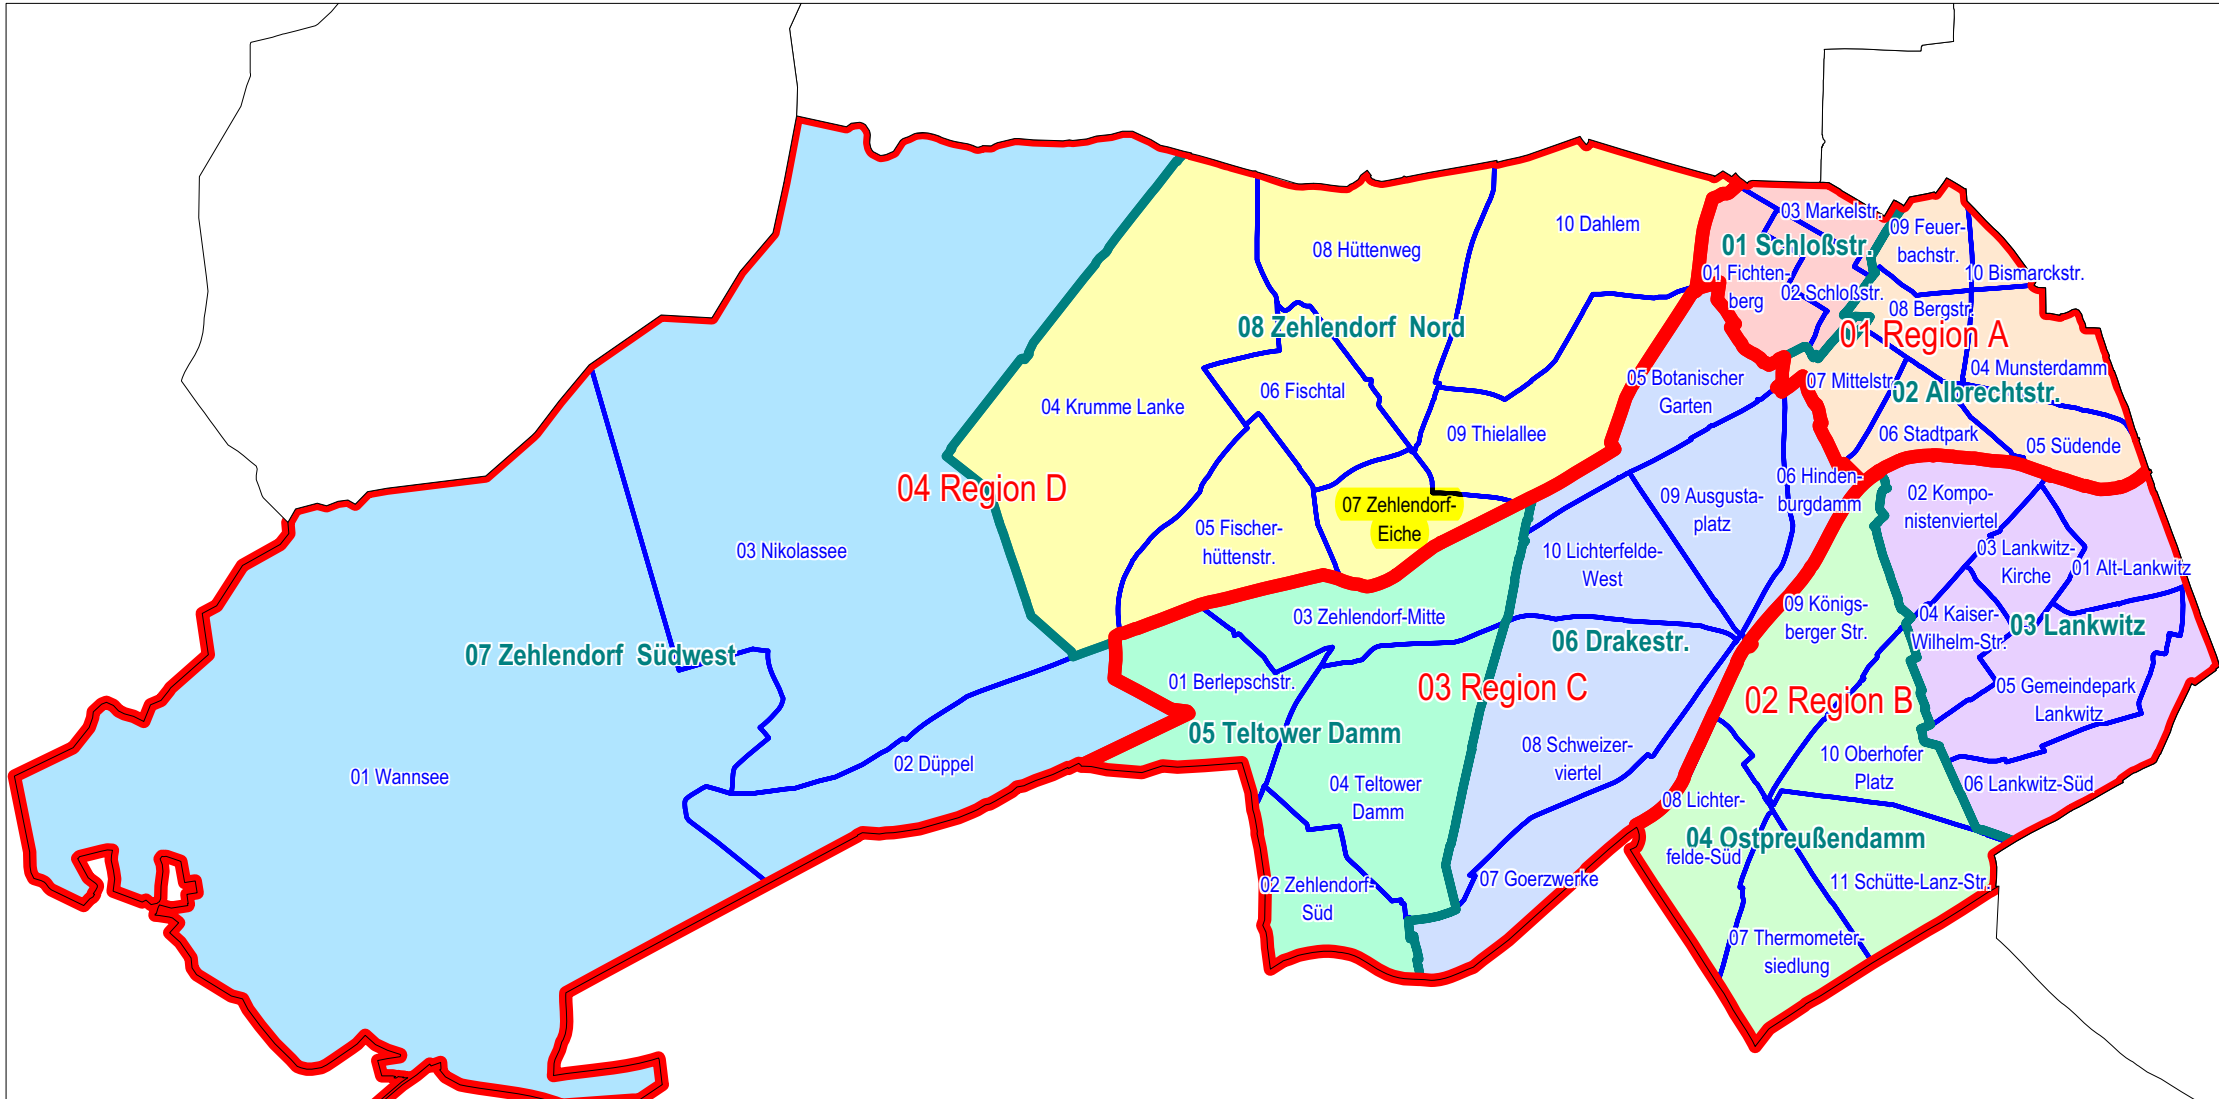 03 Markelstr.
09 Feuer-
bachstr.
10 Dahlem
08 Hüttenweg
01 Schloßstr.
01 Fichten-
berg
02 Schloßstr.
10 Bismarckstr.
08 Bergstr.
01 Region A
08 Zehlendorf Nord
04 Munsterdamm
07 Mittelstr.
02 Albrechtstr.
05 Botanischer
Garten
06 Fischtal
04 Krumme Lanke
09 Thielallee
06 Stadtpark
05 Südende
04 Region D
06 Hinden-
burgdamm
09 Ausgusta-
platz
02 Kompo-
nistenviertel
07 Zehlendorf-
Eiche
05 Fischer-
hüttenstr.
03 Nikolassee
10 Lichterfelde-
West
03 Lankwitz-
Kirche
01 Alt-Lankwitz
09 Königs-
berger Str.
04 Kaiser-
Wilhelm-Str.
03 Lankwitz
03 Zehlendorf-Mitte
06 Drakestr.
07 Zehlendorf Südwest
01 Berlepschstr.
03 Region C
02 Region B
05 Gemeindepark
Lankwitz
05 Teltower Damm
08 Schweizer-
viertel
10 Oberhofer
Platz
01 Wannsee
02 Düppel
04 Teltower
Damm
06 Lankwitz-Süd
08 Lichter-
felde-Süd
04 Ostpreußendamm
02 Zehlendorf-
Süd
07 Goerzwerke
11 Schütte-Lanz-Str.
07 Thermometer-
siedlung